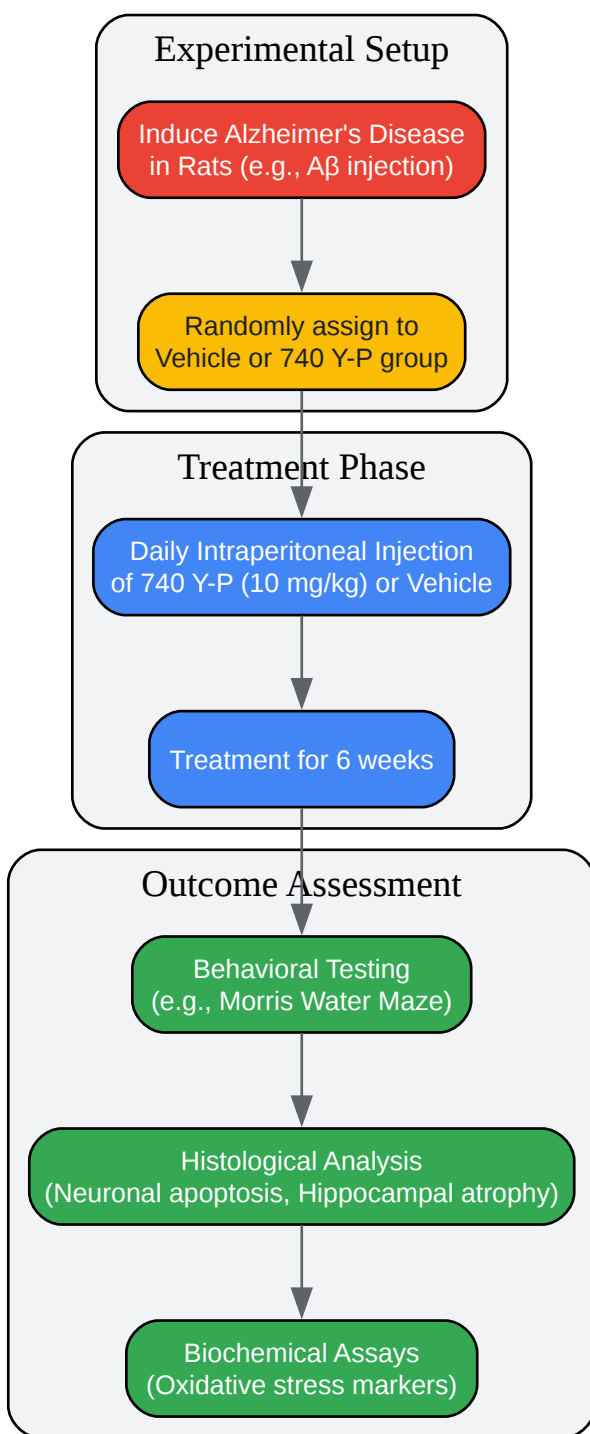 Experimental Setup
Induce Alzheimer's Disease
in Rats (e.g., Aβ injection)
Randomly assign to
Vehicle or 740 Y-P group
Treatment Phase
Daily Intraperitoneal Injection
of 740 Y-P (10 mg/kg) or Vehicle
Treatment for 6 weeks
Outcome Assessment
Behavioral Testing
(e.g., Morris Water Maze)
Histological Analysis
(Neuronal apoptosis, Hippocampal atrophy)
Biochemical Assays
(Oxidative stress markers)